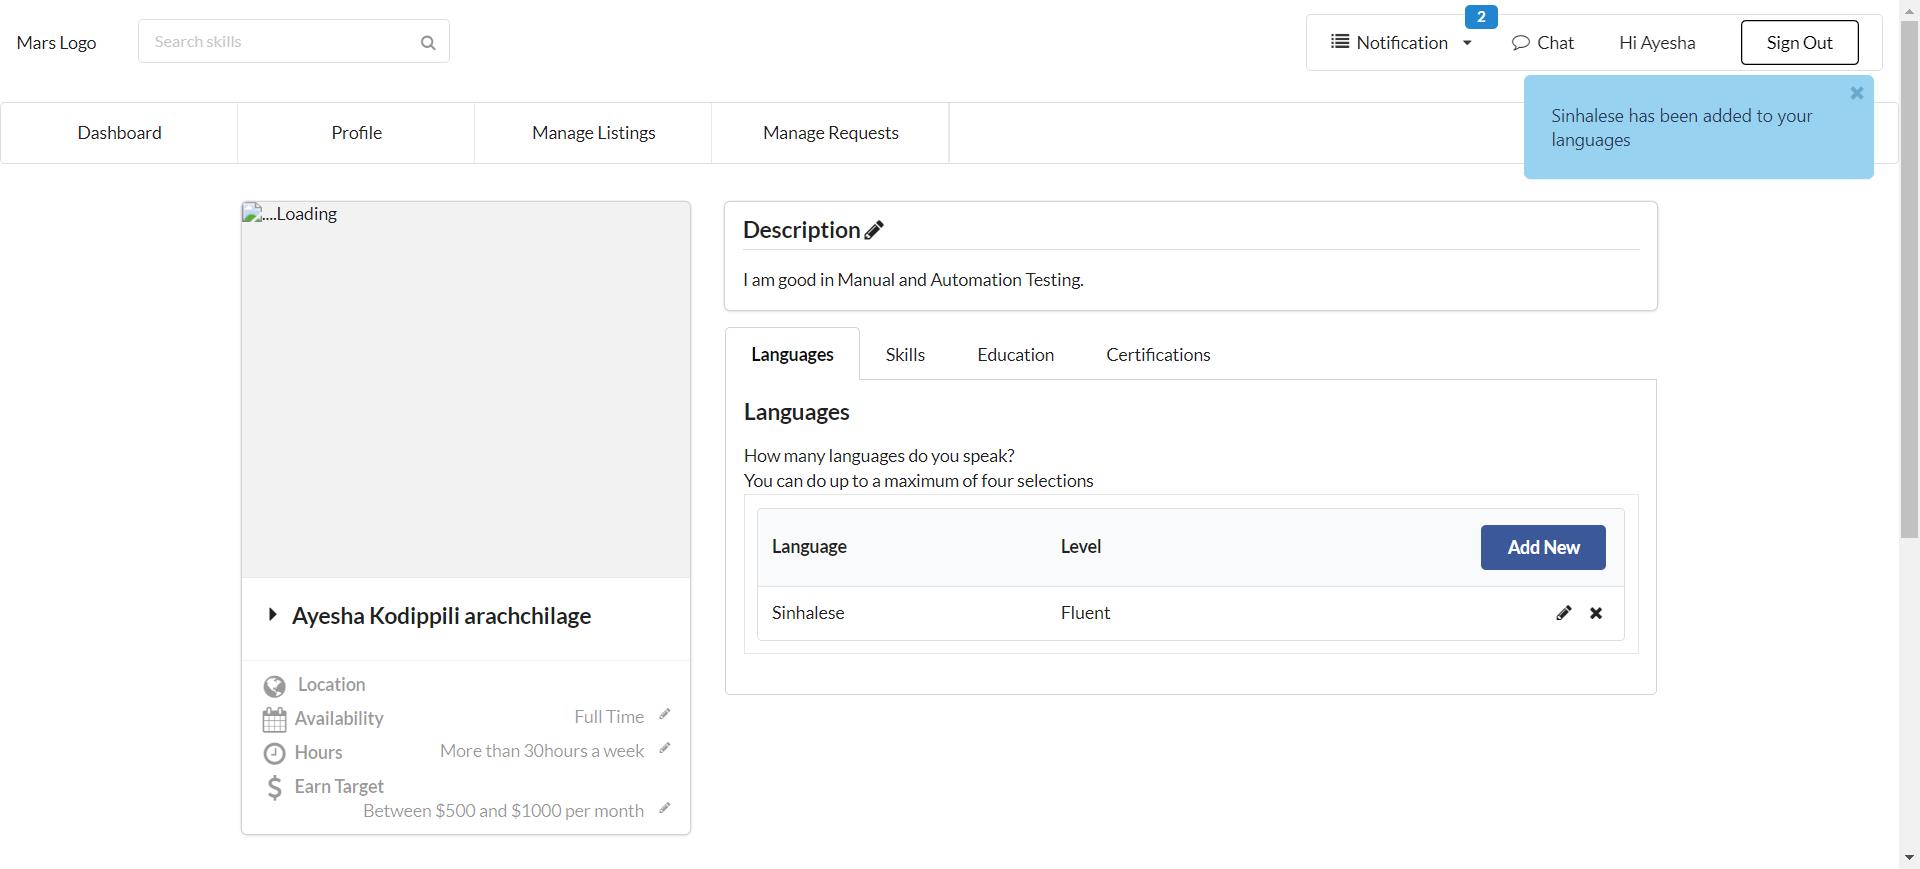 Mars Logo
Search skills
Notification
2
Chat
Hi Ayesha
Sign Out
Sinhalese has been added to your
languages
Dashboard
Profile
Manage Listings
Manage Requests
....Loading
Ayesha Kodippili arachchilage
Location
Availability
Full Time
Hours
More than 30hours a week
Earn Target
Between $500 and $1000 per month
Description
I am good in Manual and Automation Testing.
Languages
Skills
Education
Certifications
Languages
How many languages do you speak?
You can do up to a maximum of four selections
Language
Level
Add New
Sinhalese
Fluent